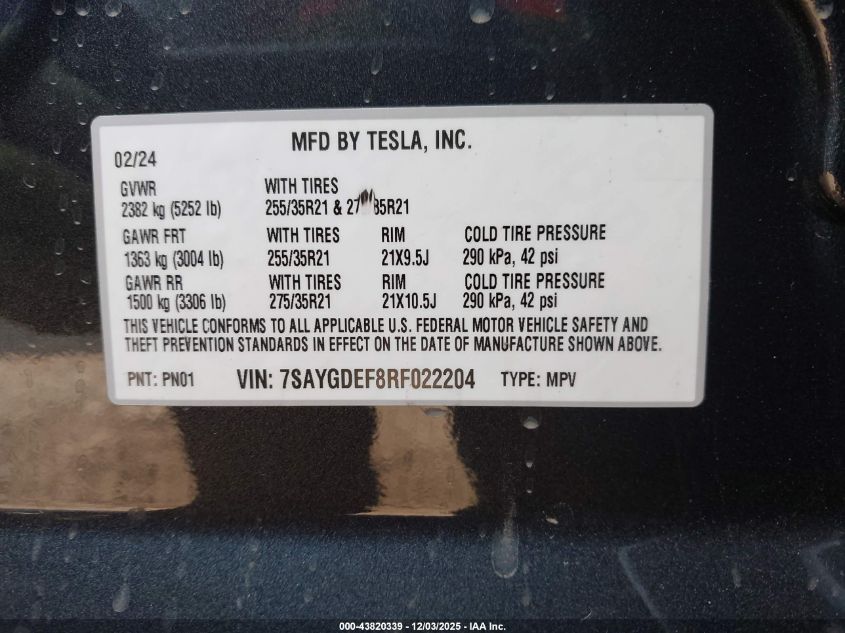 MFD BY TESLA, INC.
02/24
GVWR WITH TIRES
2382 kg (5252 lb) 255/35R21 & 27 35R21
GAWR FRT WITH TIRES RIM COLD TIRE PRESSURE
1363 kg (3004 lb) 255/35R21 21X9.5J 290 kPa, 42 psi
GAWR RR WITH TIRES RIM COLD TIRE PRESSURE
1500 kg (3306 lb) 275/35R21 21X10.5J 290 kPa, 42 psi
THIS VEHICLE CONFORMS TO ALL APPLICABLE U.S. FEDERAL MOTOR VEHICLE SAFETY AND
THEFT PREVENTION STANDARDS IN EFFECT ON THE DATE OF MANUFACTURE SHOWN ABOVE.
PNT: PN01 VIN: 7SAYGDEF8RF022204 TYPE: MPV
000-43820339 - 12/03/2025 - IAA Inc.